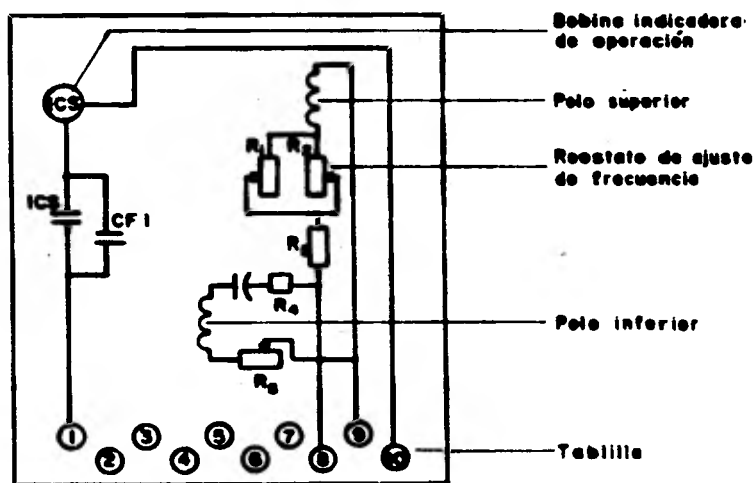 Bobina indicadora
de operación
ICS
Polo superior
R1
R2
Reostato de ajuste
de frecuencia
ICS
CF1
R4
Polo inferior
R5
1
2
3
4
5
6
7
8
9
10
Tablilla